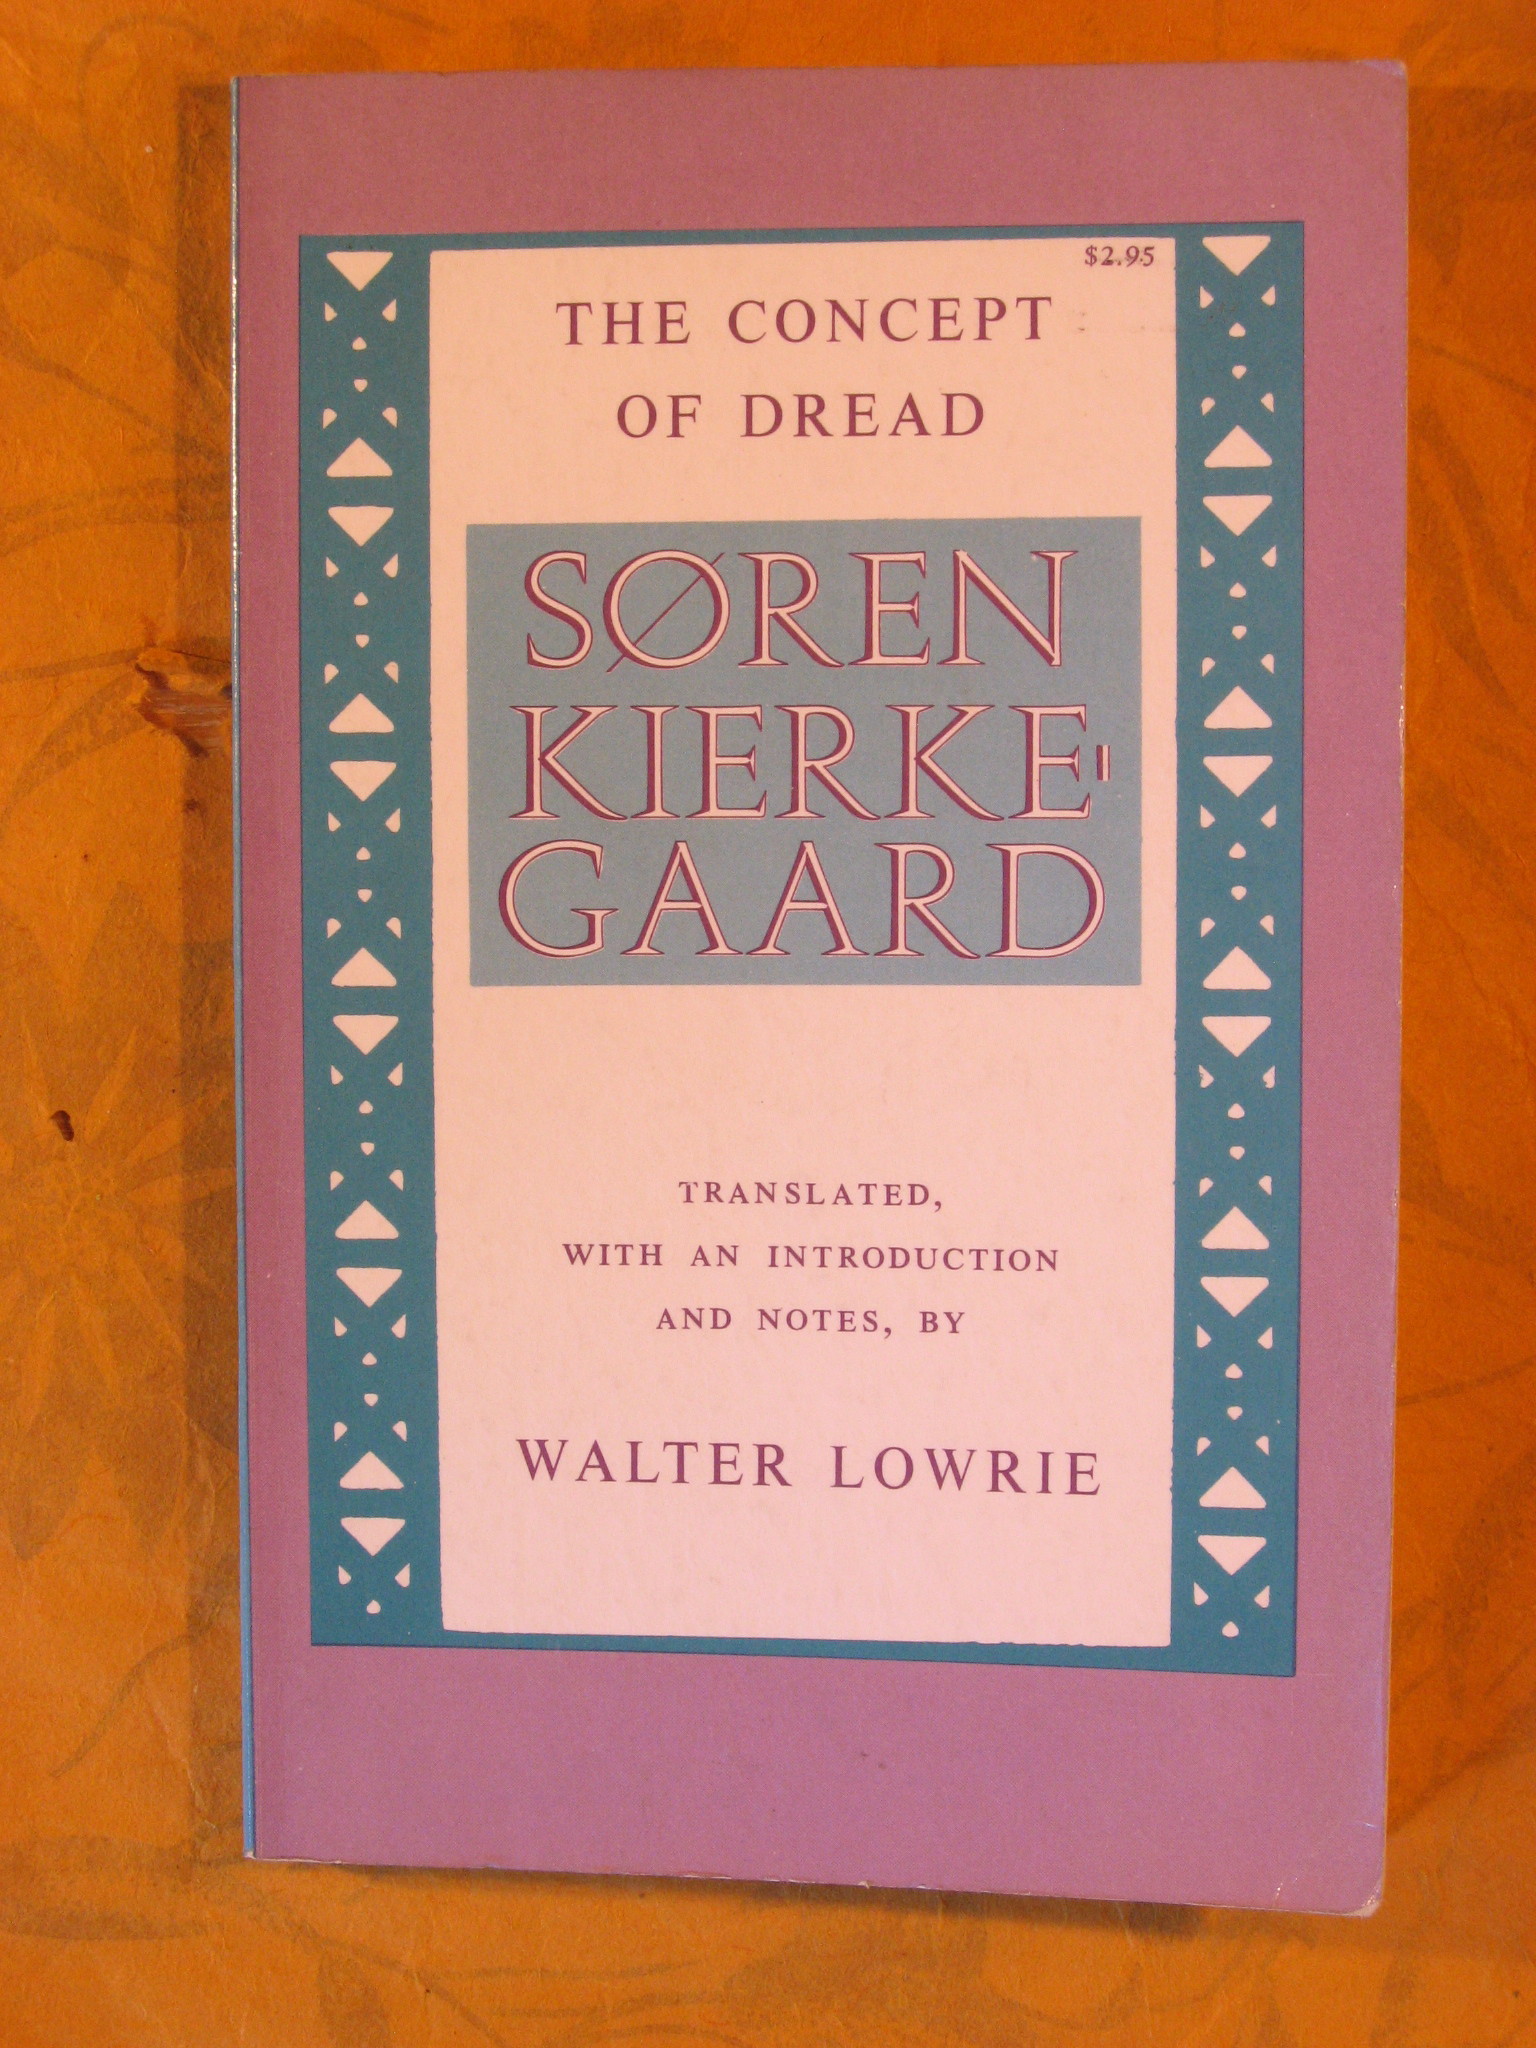 $2.95
THE CONCEPT
OF DREAD
SØREN
KIERKE-
GAARD
TRANSLATED,
WITH AN INTRODUCTION
AND NOTES, BY
WALTER LOWRIE